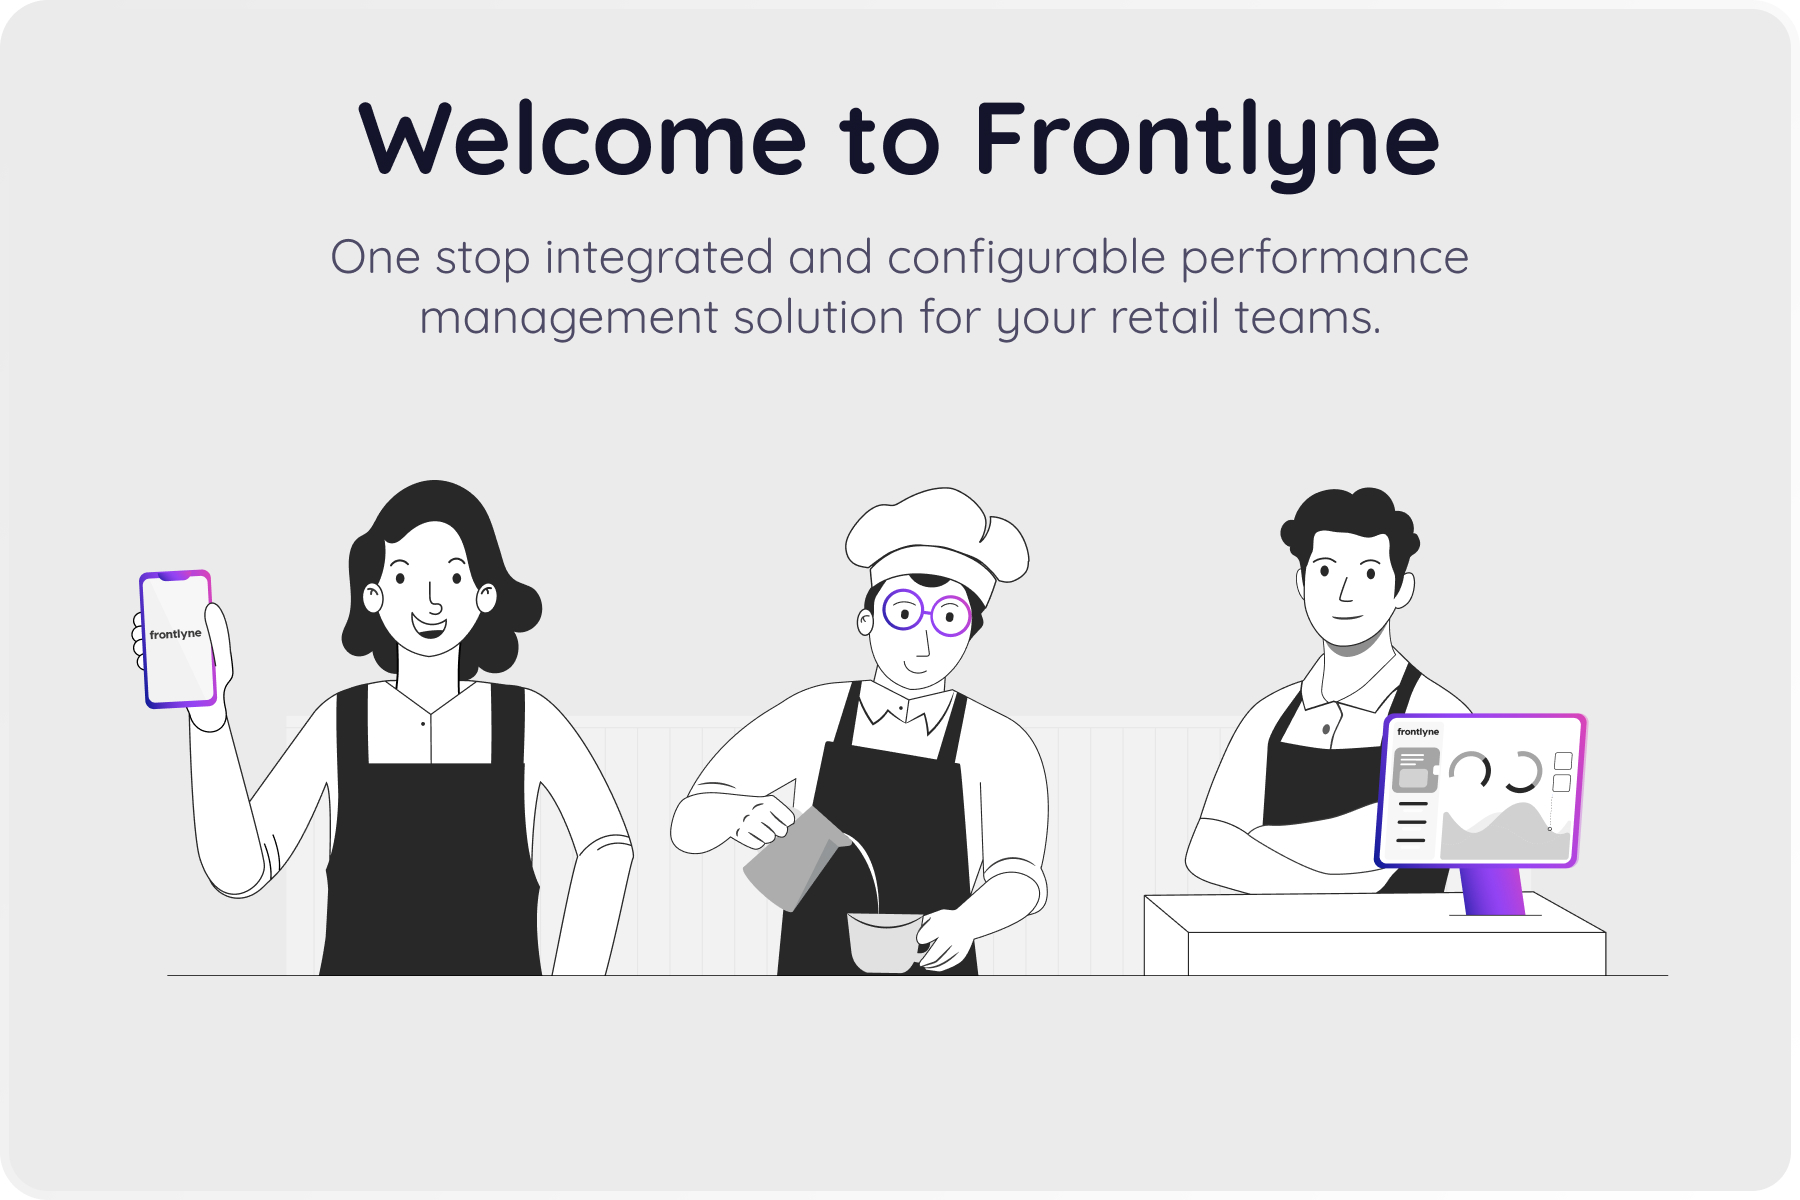 Welcome to Frontlyne
One stop integrated and configurable performance
management solution for your retail teams.
frontlyne
frontlyne